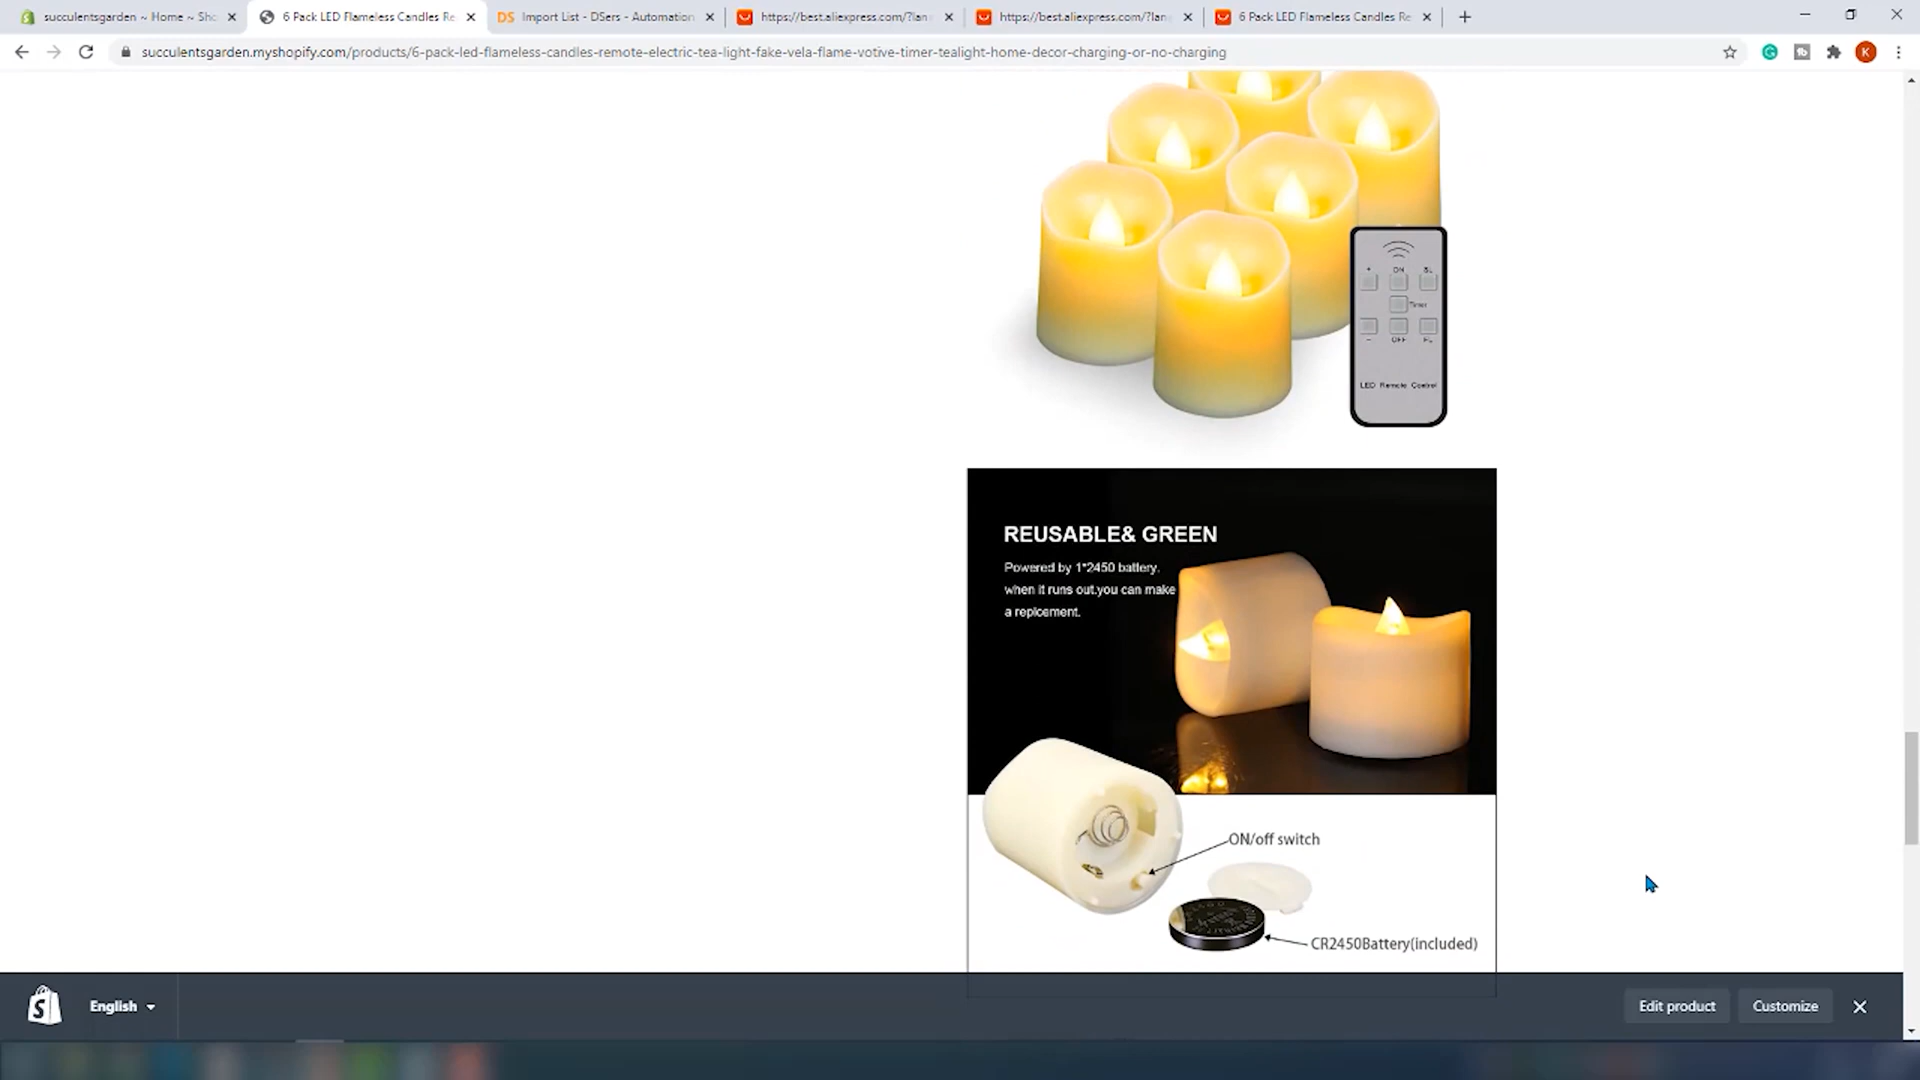 succulentsgarden ~ Home ~ Sho
6 Pack LED Flameless Candles Re
DS Import List - DSers - Automation
https://best.aliexpress.com/?lan
https://best.aliexpress.com/?lan
6 Pack LED Flameless Candles Re
succulentsgarden.myshopify.com/products/6-pack-led-flameless-candles-remote-electric-tea-light-fake-vela-flame-votive-timer-tealight-home-decor-charging-or-no-charging
K
+ ON
Timer
- OFF
LED Remote Control
REUSABLE& GREEN
Powered by 1*2450 battery.
when it runs out.you can make
a replcement.
ON/off switch
CR2450Battery(included)
English
Edit product
Customize